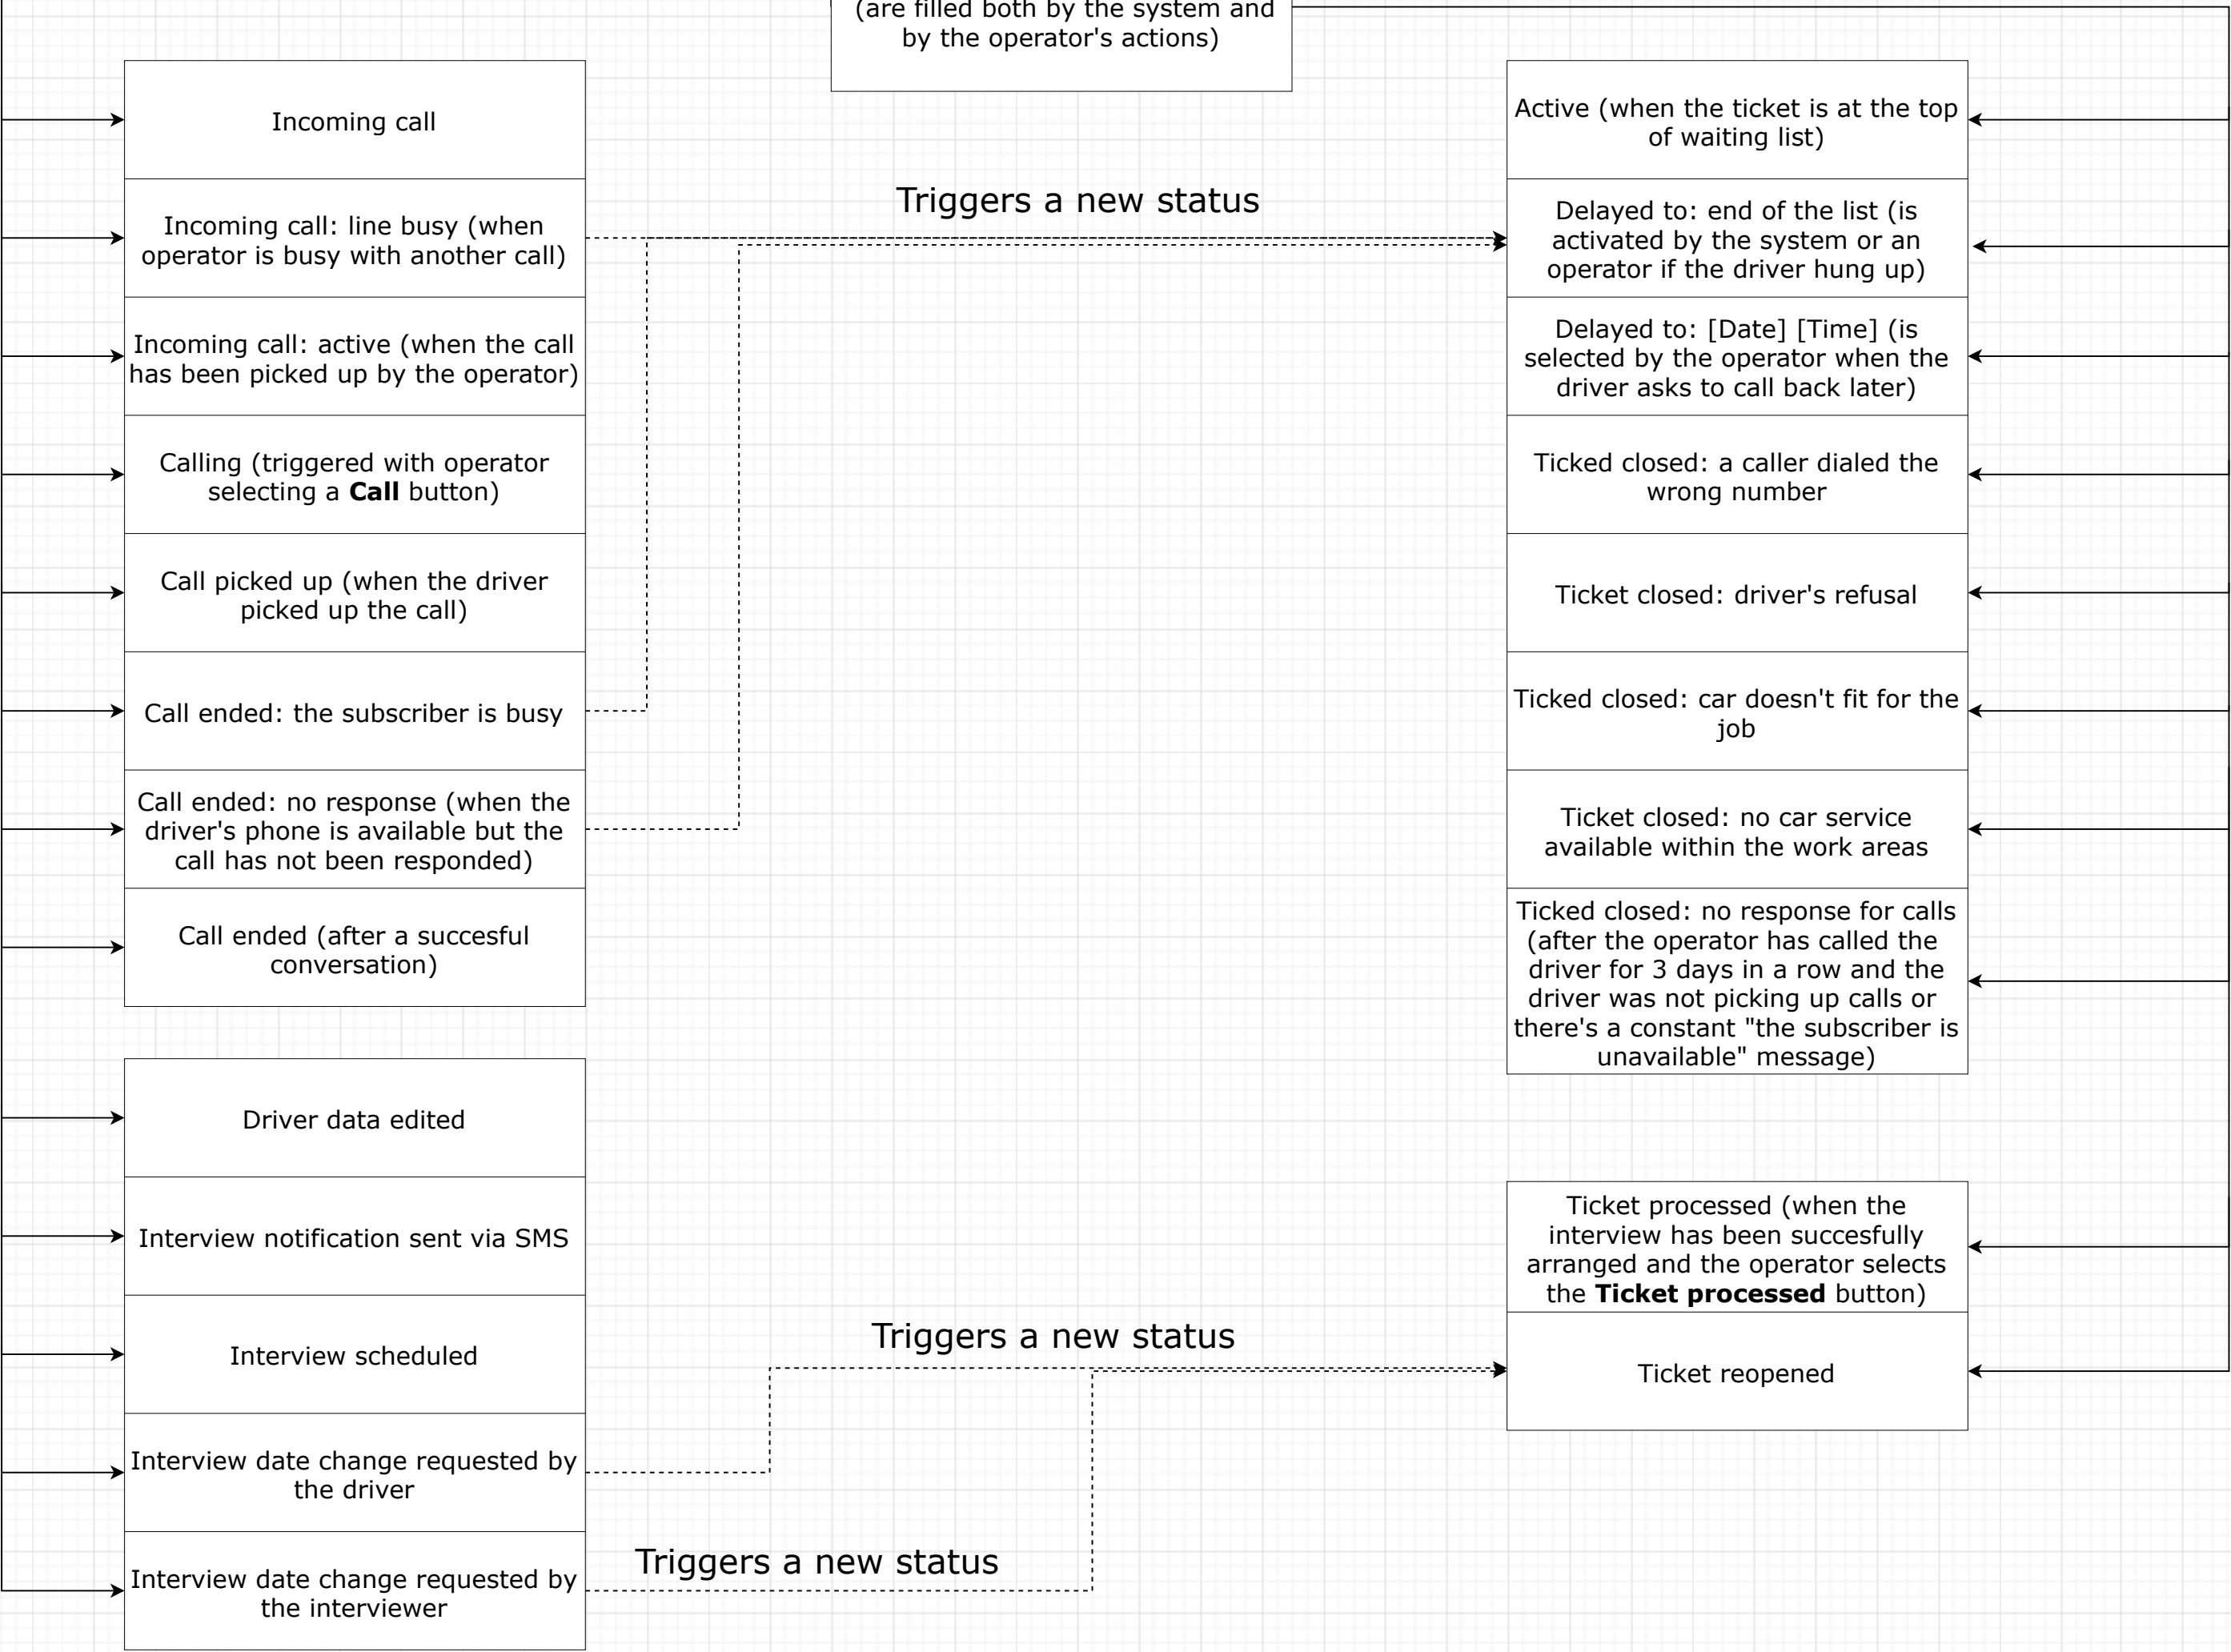 (are filled both by the system and
by the operator's actions)
Incoming call
Incoming call: line busy (when
operator is busy with another call)
Incoming call: active (when the call
has been picked up by the operator)
Calling (triggered with operator
selecting a Call button)
Call picked up (when the driver
picked up the call)
Call ended: the subscriber is busy
Call ended: no response (when the
driver's phone is available but the
call has not been responded)
Call ended (after a succesful
conversation)
Driver data edited
Interview notification sent via SMS
Interview scheduled
Interview date change requested by
the driver
Interview date change requested by
the interviewer
Triggers a new status
Triggers a new status
Triggers a new status
Active (when the ticket is at the top
of waiting list)
Delayed to: end of the list (is
activated by the system or an
operator if the driver hung up)
Delayed to: [Date] [Time] (is
selected by the operator when the
driver asks to call back later)
Ticked closed: a caller dialed the
wrong number
Ticket closed: driver's refusal
Ticked closed: car doesn't fit for the
job
Ticket closed: no car service
available within the work areas
Ticked closed: no response for calls
(after the operator has called the
driver for 3 days in a row and the
driver was not picking up calls or
there's a constant "the subscriber is
unavailable" message)
Ticket processed (when the
interview has been succesfully
arranged and the operator selects
the Ticket processed button)
Ticket reopened